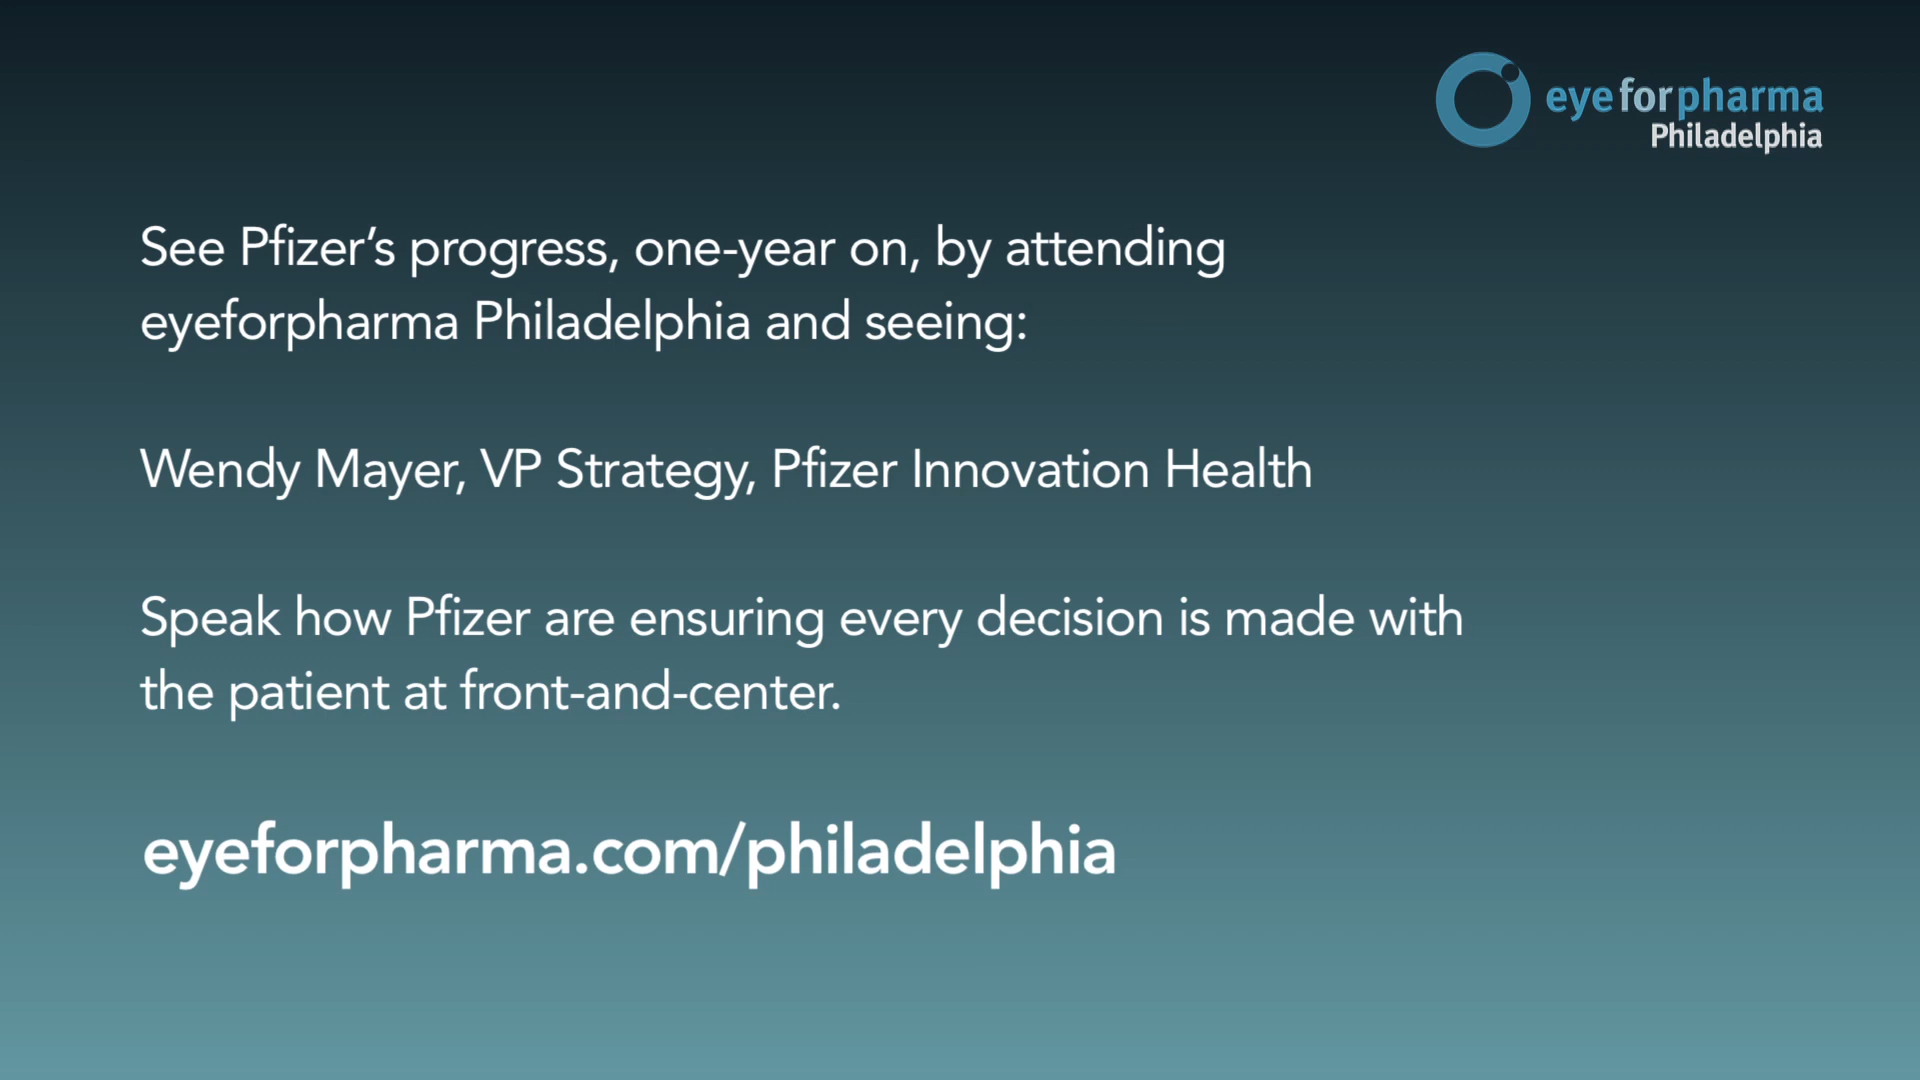 eyeforpharma
Philadelphia
See Pfizer’s progress, one-year on, by attending
eyeforpharma Philadelphia and seeing:
Wendy Mayer, VP Strategy, Pfizer Innovation Health
Speak how Pfizer are ensuring every decision is made with
the patient at front-and-center.
eyeforpharma.com/philadelphia